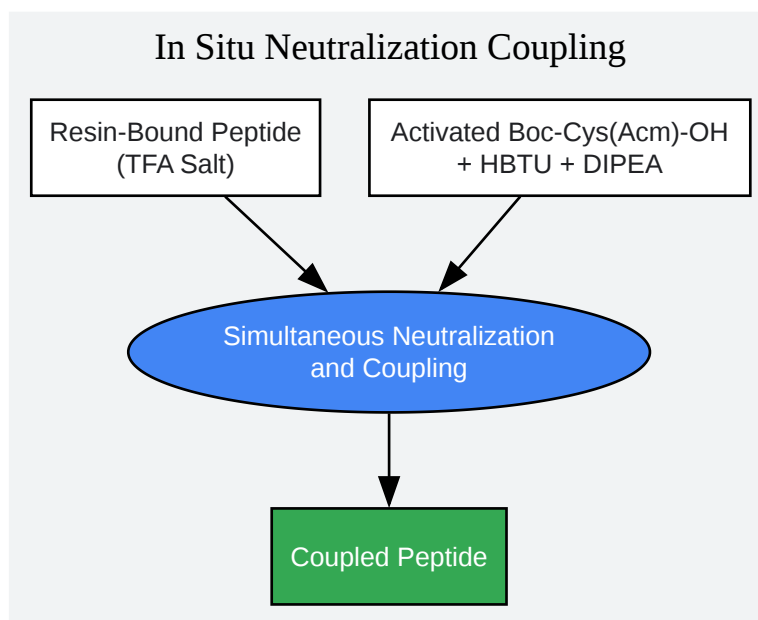 In Situ Neutralization Coupling
Resin-Bound Peptide
(TFA Salt)
Activated Boc-Cys(Acm)-OH
+ HBTU + DIPEA
Simultaneous Neutralization
and Coupling
Coupled Peptide